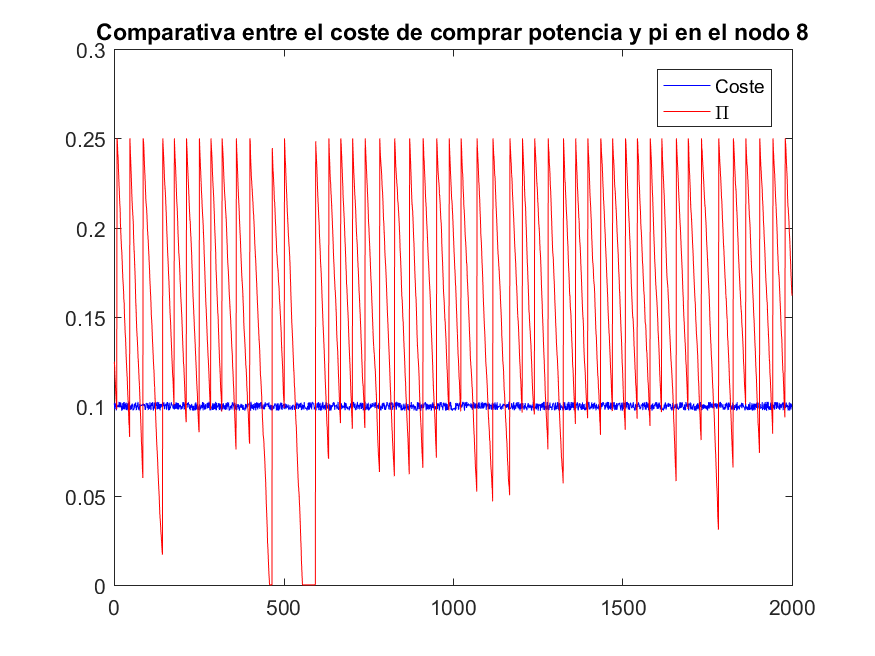 Comparativa entre el coste de comprar potencia y pi en el nodo 8
0.3
0.25
0.2
0.15
0.1
0.05
0
0 500 1000 1500 2000
Coste
Π